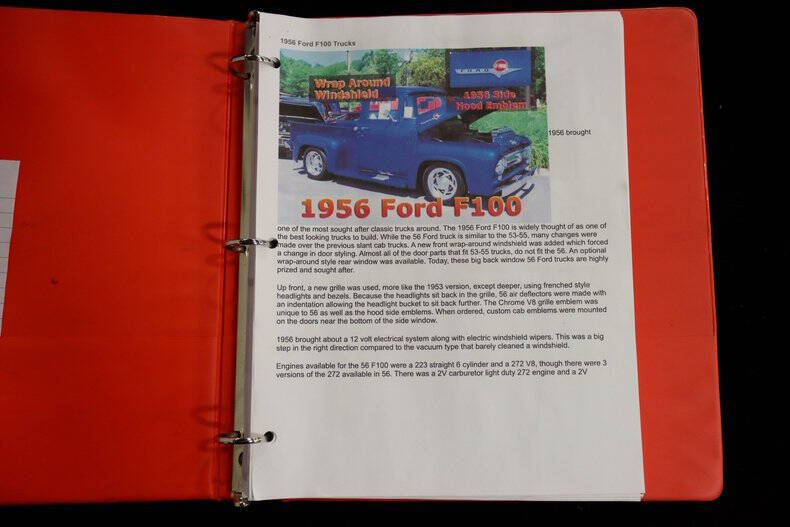 1956 Ford F100 Trucks
Wrap Around
Windshield
FORD
1956 Side
Hood Emblem
1956 brought
1956 Ford F100
one of the most sought after classic trucks around. The 1956 Ford F100 is widely thought of as one of
the best looking trucks to build. While the 56 Ford truck is similar to the 53-55, many changes were
made over the previous slant cab trucks. A new front wrap-around windshield was added which forced
a change in door styling. Almost all of the door parts that fit 53-55 trucks, do not fit the 56. An optional
wrap-around style rear window was available. Today, these big back window 56 Ford trucks are highly
prized and sought after.
Up front, a new grille was used, more like the 1953 version, except deeper, using frenched style
headlights and bezels. Because the headlights sit back in the grille, 56 air deflectors were made with
an indentation allowing the headlight bucket to sit back further. The Chrome V8 grille emblem was
unique to 56 as well as the hood side emblems. When ordered, custom cab emblems were mounted
on the doors near the bottom of the side window.
1956 brought about a 12 volt electrical system along with electric windshield wipers. This was a big
step in the right direction compared to the vacuum type that barely cleaned a windshield.
Engines available for the 56 F100 were a 223 straight 6 cylinder and a 272 V8, though there were 3
versions of the 272 available in 56. There was a 2V carburetor light duty 272 engine and a 2V